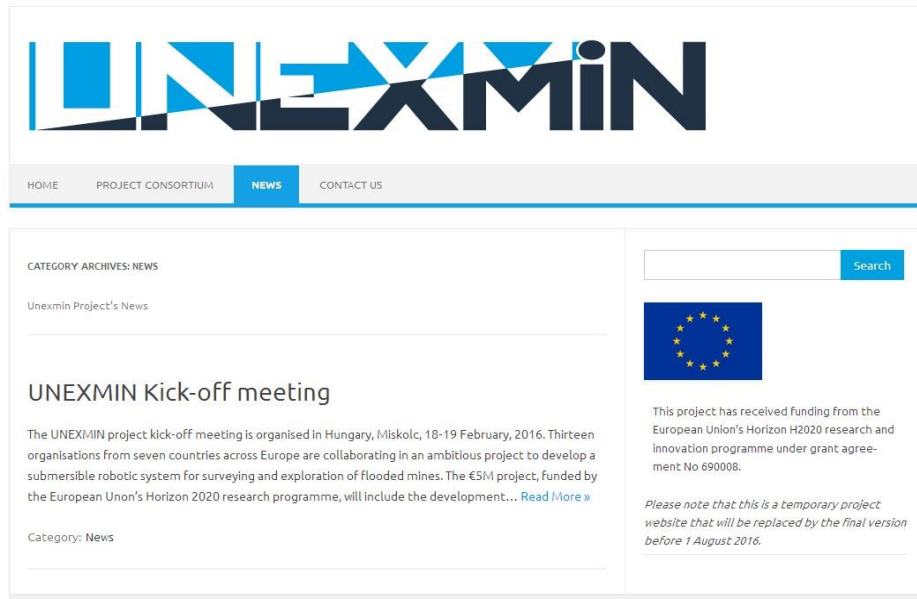 UNEXMiN
HOME PROJECT CONSORTIUM NEWS CONTACT US
CATEGORY ARCHIVES: NEWS
Unexmin Project's News
UNEXMIN Kick-off meeting
The UNEXMIN project kick-off meeting is organised in Hungary, Miskolc, 18-19 February, 2016. Thirteen
organisations from seven countries across Europe are collaborating in an ambitious project to develop a
submersible robotic system for surveying and exploration of flooded mines. The €5M project, funded by
the European Unon's Horizon 2020 research programme, will include the development… Read More »
Category: News
Search
This project has received funding from the
European Union's Horizon H2020 research and
innovation programme under grant agree-
ment No 690008.
Please note that this is a temporary project
website that will be replaced by the final version
before 1 August 2016.